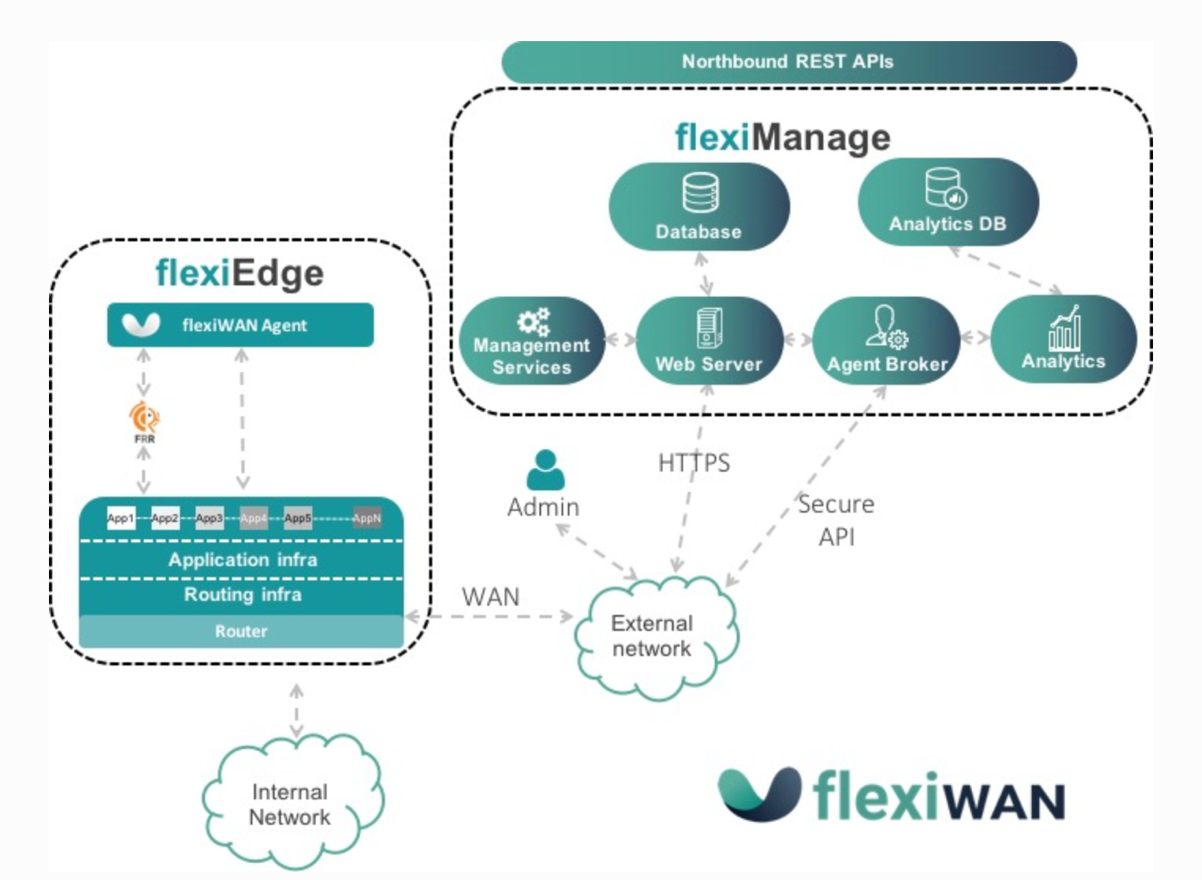 Northbound REST APIs
flexiManage
Database
Analytics DB
Management
Services
Web Server
Agent Broker
Analytics
flexiEdge
flexiWAN Agent
FRR
App1
App2
App3
App4
App5
AppN
Application infra
Routing infra
Router
HTTPS
Admin
Secure
API
WAN
External
network
Internal
Network
flexiWAN